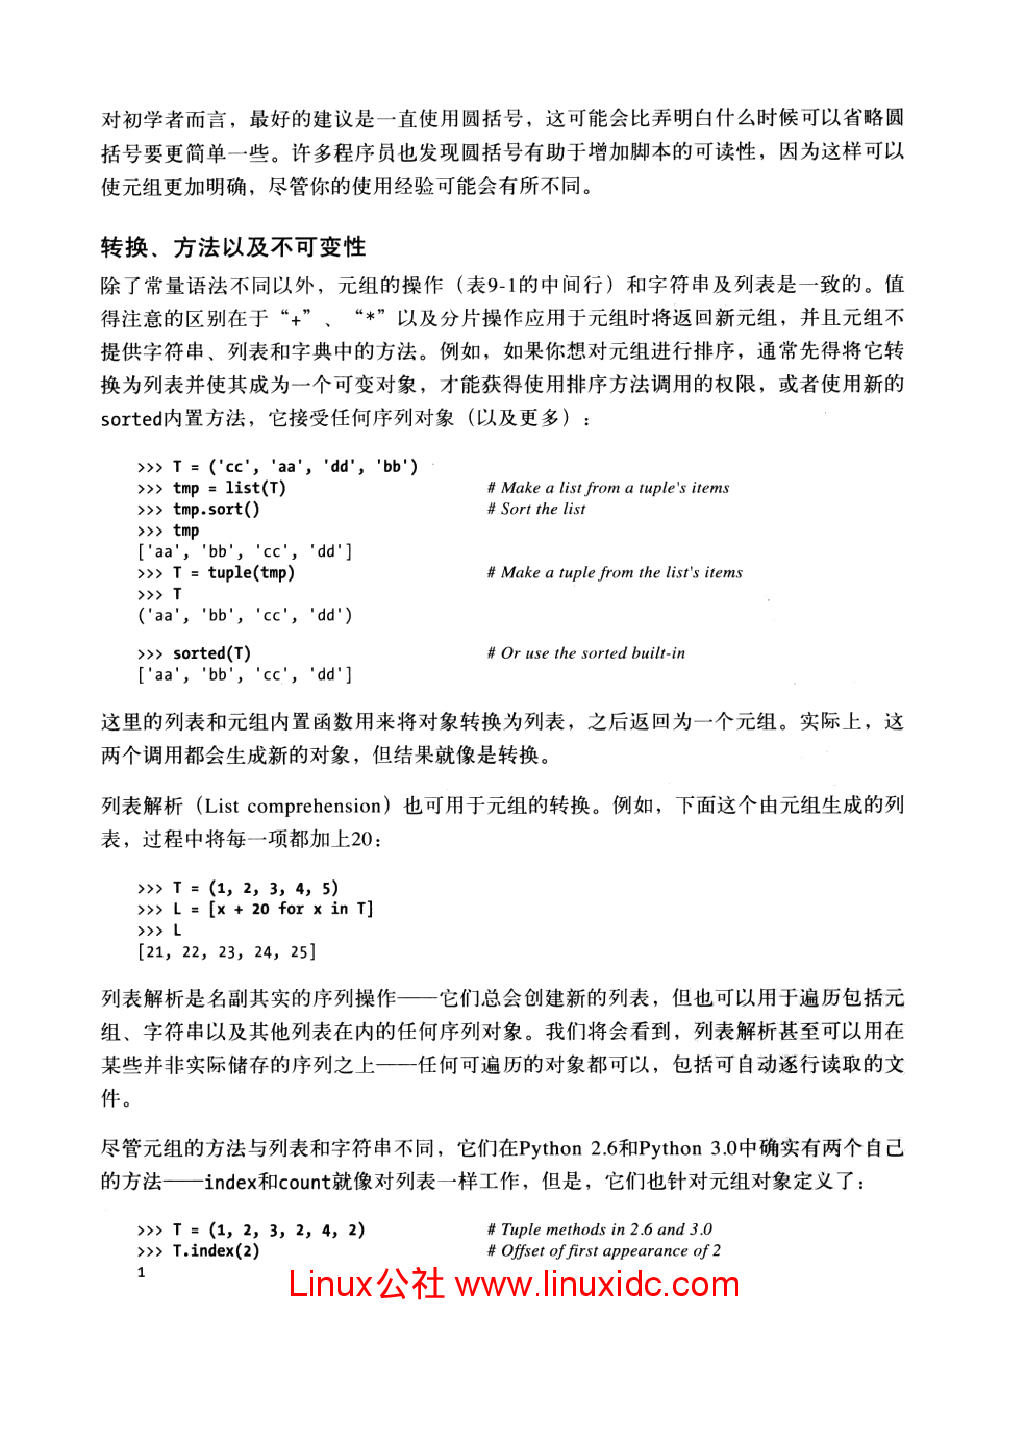 对初学者而言，最好的建议是一直使用圆括号，这可能会比弄明白什么时候可以省略圆
括号要更简单一些。许多程序员也发现圆括号有助于增加脚本的可读性，因为这样可以
使元组更加明确，尽管你的使用经验可能会有所不同。
转换、方法以及不可变性
除了常量语法不同以外，元组的操作（表9-1的中间行）和字符串及列表是一致的。值
得注意的区别在于“+”、“*”以及分片操作应用于元组时将返回新元组，并且元组不
提供字符串、列表和字典中的方法。例如，如果你想对元组进行排序，通常先得将它转
换为列表并使其成为一个可变对象，才能获得使用排序方法调用的权限，或者使用新的
sorted内置方法，它接受任何序列对象（以及更多）：
>>> T = ('cc', 'aa', 'dd', 'bb')
>>> tmp = list(T) # Make a list from a tuple's items
>>> tmp.sort() # Sort the list
>>> tmp
['aa', 'bb', 'cc', 'dd']
>>> T = tuple(tmp) # Make a tuple from the list's items
>>> T
('aa', 'bb', 'cc', 'dd')
>>> sorted(T) # Or use the sorted built-in
['aa', 'bb', 'cc', 'dd']
这里的列表和元组内置函数用来将对象转换为列表，之后返回为一个元组。实际上，这
两个调用都会生成新的对象，但结果就像是转换。
列表解析（List comprehension）也可用于元组的转换。例如，下面这个由元组生成的列
表，过程中将每一项都加上20：
>>> T = (1, 2, 3, 4, 5)
>>> L = [x + 20 for x in T]
>>> L
[21, 22, 23, 24, 25]
列表解析是名副其实的序列操作——它们总会创建新的列表，但也可以用于遍历包括元
组、字符串以及其他列表在内的任何序列对象。我们将会看到，列表解析甚至可以用在
某些并非实际储存的序列之上——任何可遍历的对象都可以，包括可自动逐行读取的文
件。
尽管元组的方法与列表和字符串不同，它们在Python 2.6和Python 3.0中确实有两个自己
的方法——index和count就像对列表一样工作，但是，它们也针对元组对象定义了：
>>> T = (1, 2, 3, 2, 4, 2) # Tuple methods in 2.6 and 3.0
>>> T.index(2) # Offset of first appearance of 2
1
Linux公社 www.linuxidc.com